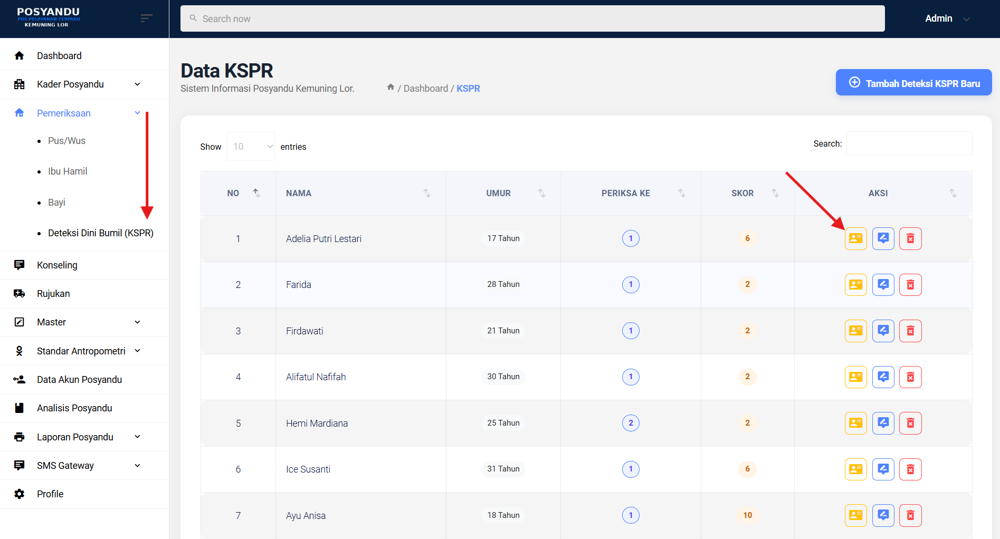 POSYANDU
POS PELAYANAN TERPADU
KEMUNING LOR
Search now
Admin
Dashboard
Kader Posyandu
Pemeriksaan
Pus/Wus
Ibu Hamil
Bayi
Deteksi Dini Bumil (KSPR)
Konseling
Rujukan
Master
Standar Antropometri
Data Akun Posyandu
Analisis Posyandu
Laporan Posyandu
SMS Gateway
Profile
Data KSPR
Sistem Informasi Posyandu Kemuning Lor.
/ Dashboard / KSPR
Tambah Deteksi KSPR Baru
Show 10 entries
Search:
NO NAMA UMUR PERIKSA KE SKOR AKSI
1 Adelia Putri Lestari 17 Tahun 1 6
2 Farida 28 Tahun 1 2
3 Firdawati 21 Tahun 1 2
4 Alifatul Nafifah 30 Tahun 1 2
5 Hemi Mardiana 25 Tahun 2 2
6 Ice Susanti 31 Tahun 1 6
7 Ayu Anisa 18 Tahun 1 10